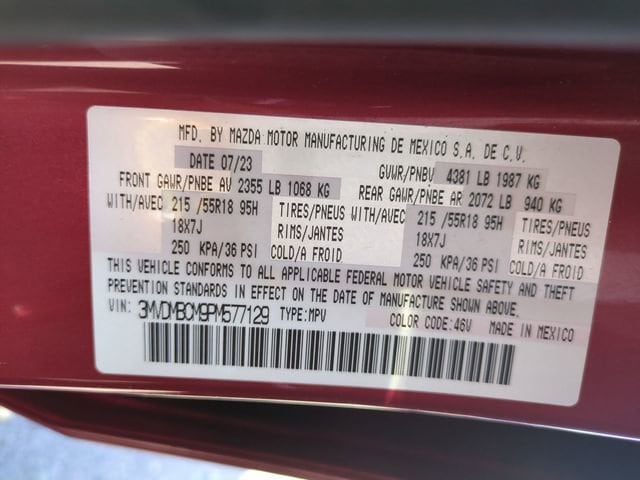 MFD. BY MAZDA MOTOR MANUFACTURING DE MEXICO S.A. DE C.V.
DATE 07/23 GVWR/PNBV 4381 LB 1987 KG
FRONT GAWR/PNBE AV 2355 LB 1068 KG REAR GAWR/PNBE AR 2072 LB 940 KG
WITH/AVEC 215 /55R18 95H TIRES/PNEUS WITH/AVEC 215 /55R18 95H TIRES/PNEUS
18X7J RIMS/JANTES 18X7J RIMS/JANTES
250 KPA/36 PSI COLD/A FROID 250 KPA/36 PSI COLD/A FROID
THIS VEHICLE CONFORMS TO ALL APPLICABLE FEDERAL MOTOR VEHICLE SAFETY AND THEFT
PREVENTION STANDARDS IN EFFECT ON THE DATE OF MANUFACTURE SHOWN ABOVE.
VIN: 3MVDMBCM9PM577129 TYPE:MPV COLOR CODE:46V MADE IN MEXICO